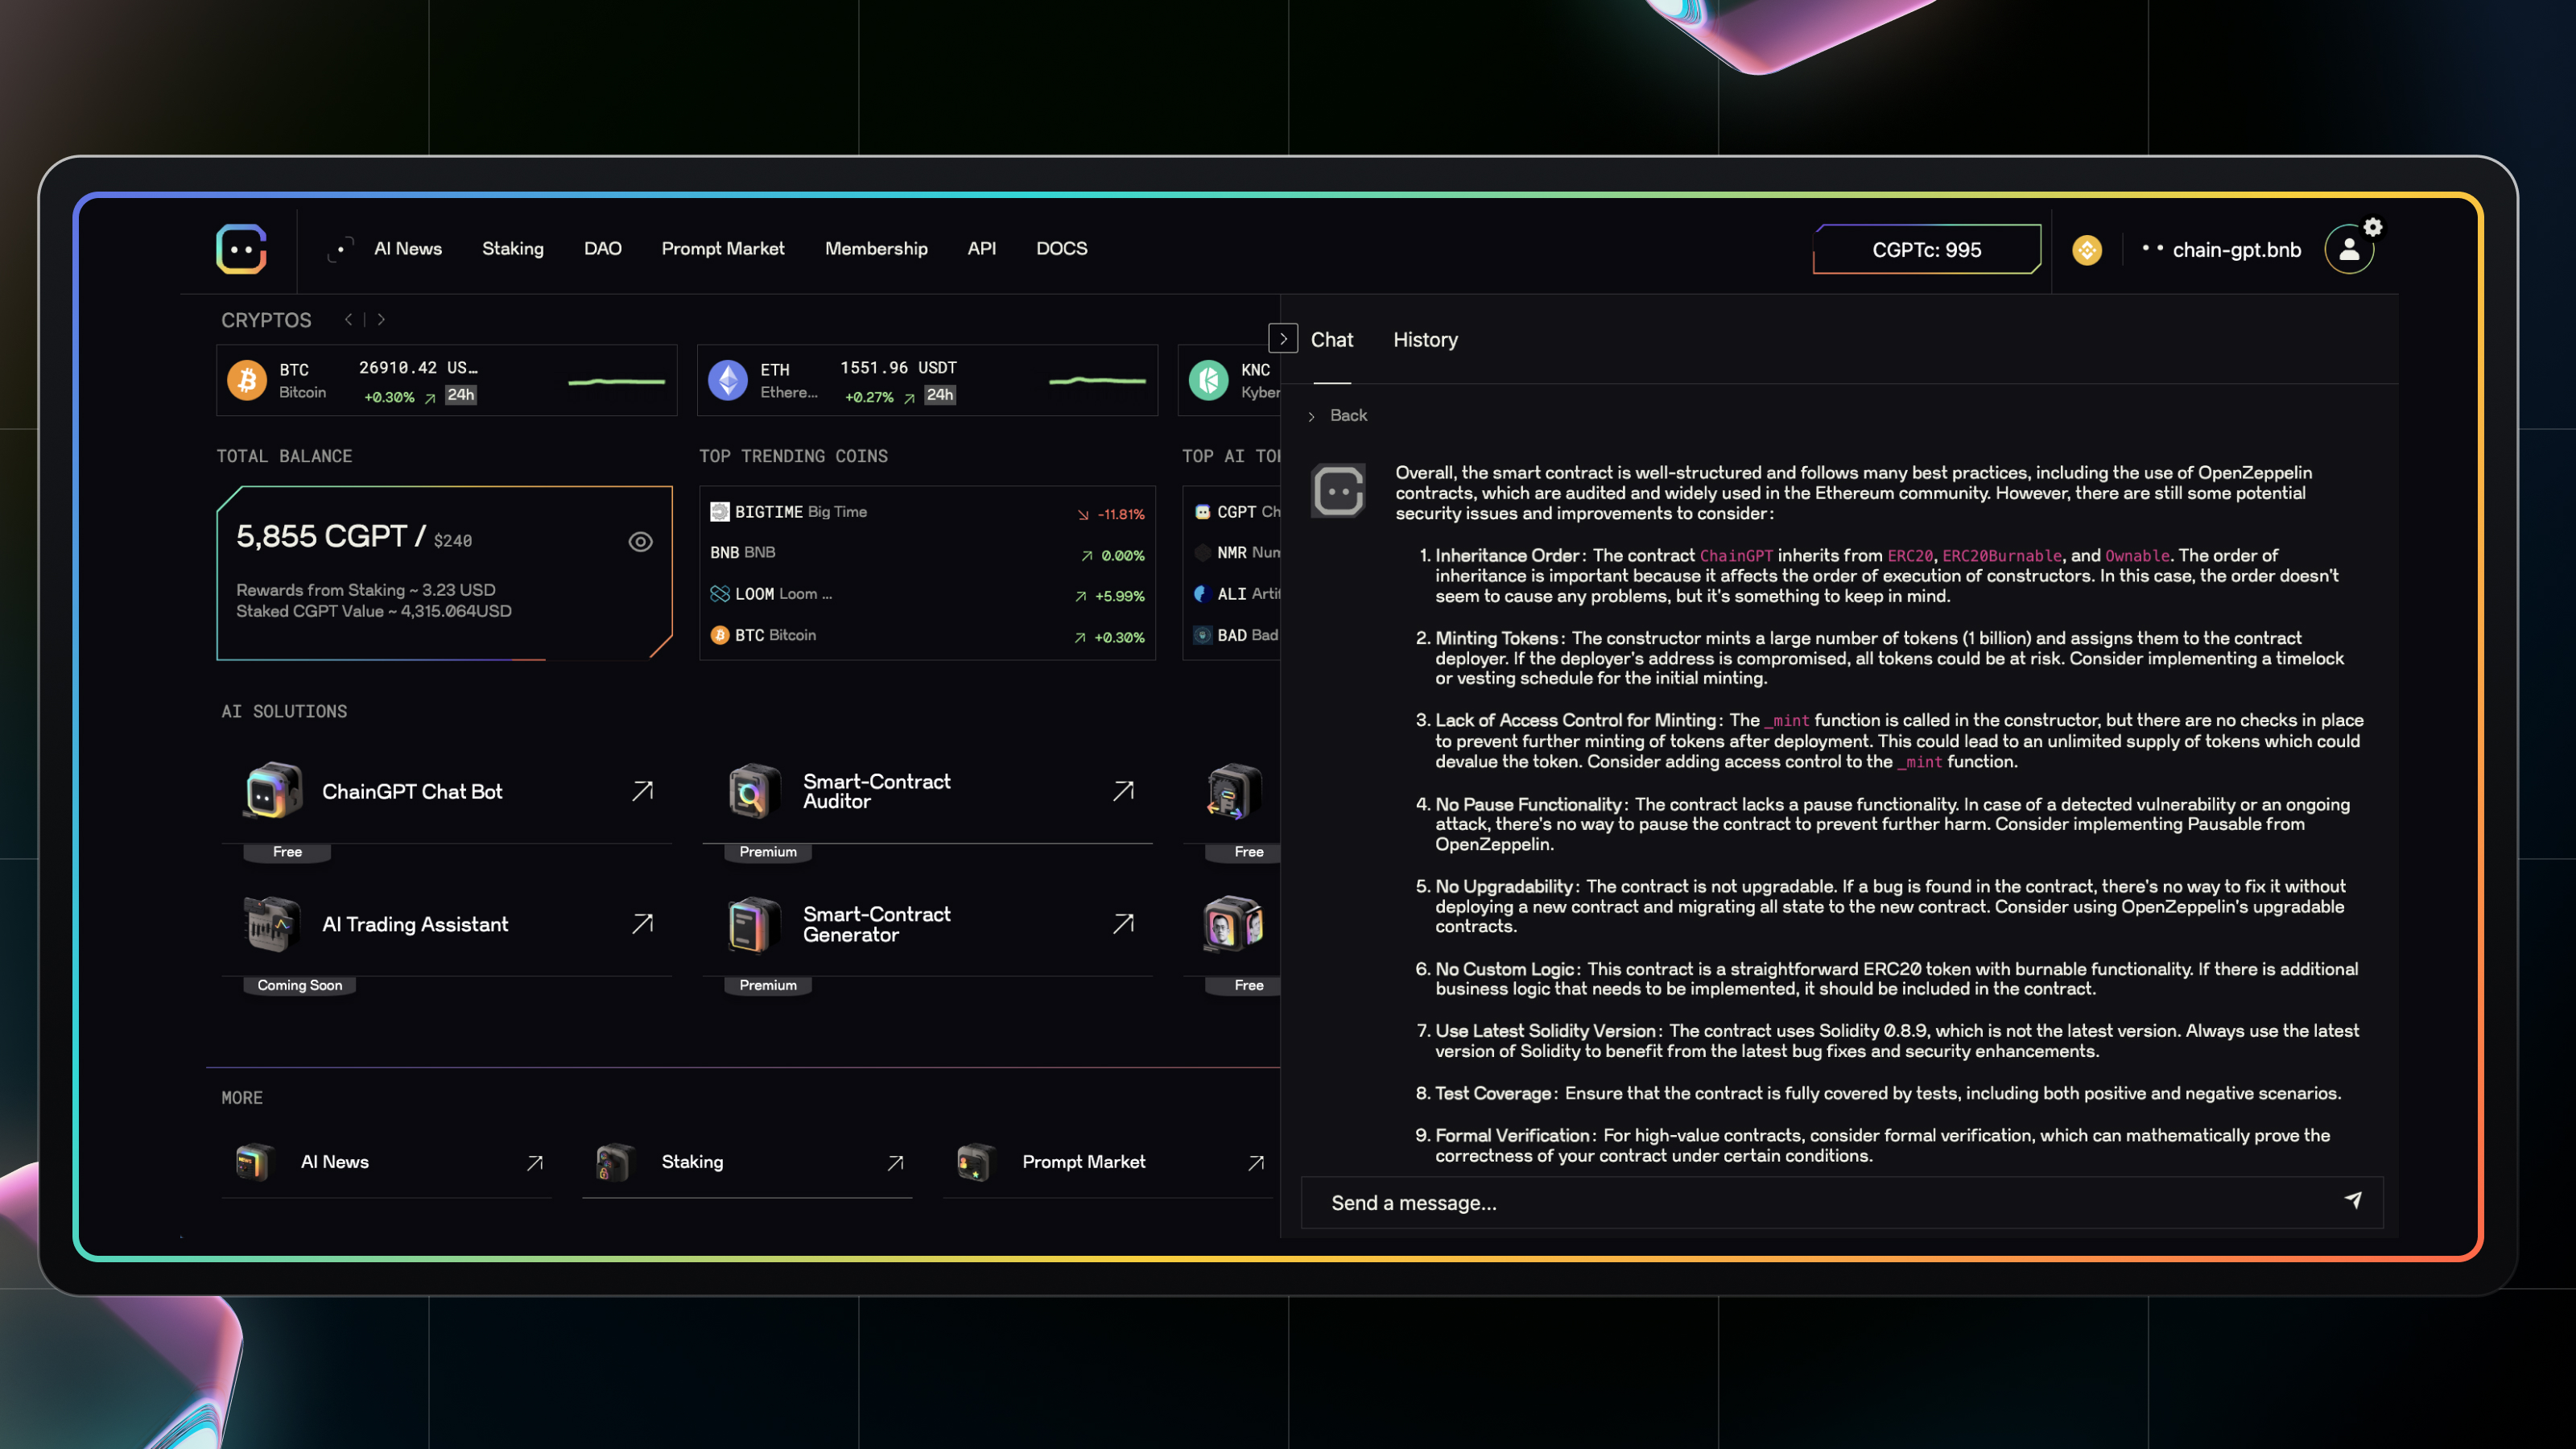 AI News
Staking
DAO
Prompt Market
Membership
API
DOCS
CGPTc: 995
chain-gpt.bnb
CRYPTOS
BTC
Bitcoin
26910.42 US...
+0.30%
24h
ETH
Ethere...
1551.96 USDT
+0.27%
24h
KNC
Kyber
TOTAL BALANCE
5,855 CGPT / $240
Rewards from Staking ~ 3.23 USD
Staked CGPT Value ~ 4,315.064USD
TOP TRENDING COINS
BIGTIME Big Time
-11.81%
BNB BNB
0.00%
LOOM Loom ...
+5.99%
BTC Bitcoin
+0.30%
TOP AI TO
CGPT Ch
NMR Num
ALI Artif
BAD Bad
AI SOLUTIONS
ChainGPT Chat Bot
Free
Smart-Contract
Auditor
Premium
Free
AI Trading Assistant
Coming Soon
Smart-Contract
Generator
Premium
Free
MORE
AI News
Staking
Prompt Market
Chat
History
Back
Overall, the smart contract is well-structured and follows many best practices, including the use of OpenZeppelin
contracts, which are audited and widely used in the Ethereum community. However, there are still some potential
security issues and improvements to consider:
1. Inheritance Order: The contract ChainGPT inherits from ERC20, ERC20Burnable, and Ownable. The order of
inheritance is important because it affects the order of execution of constructors. In this case, the order doesn't
seem to cause any problems, but it's something to keep in mind.
2. Minting Tokens: The constructor mints a large number of tokens (1 billion) and assigns them to the contract
deployer. If the deployer's address is compromised, all tokens could be at risk. Consider implementing a timelock
or vesting schedule for the initial minting.
3. Lack of Access Control for Minting: The _mint function is called in the constructor, but there are no checks in place
to prevent further minting of tokens after deployment. This could lead to an unlimited supply of tokens which could
devalue the token. Consider adding access control to the _mint function.
4. No Pause Functionality: The contract lacks a pause functionality. In case of a detected vulnerability or an ongoing
attack, there's no way to pause the contract to prevent further harm. Consider implementing Pausable from
OpenZeppelin.
5. No Upgradability: The contract is not upgradable. If a bug is found in the contract, there's no way to fix it without
deploying a new contract and migrating all state to the new contract. Consider using OpenZeppelin's upgradable
contracts.
6. No Custom Logic: This contract is a straightforward ERC20 token with burnable functionality. If there is additional
business logic that needs to be implemented, it should be included in the contract.
7. Use Latest Solidity Version: The contract uses Solidity 0.8.9, which is not the latest version. Always use the latest
version of Solidity to benefit from the latest bug fixes and security enhancements.
8. Test Coverage: Ensure that the contract is fully covered by tests, including both positive and negative scenarios.
9. Formal Verification: For high-value contracts, consider formal verification, which can mathematically prove the
correctness of your contract under certain conditions.
Send a message...